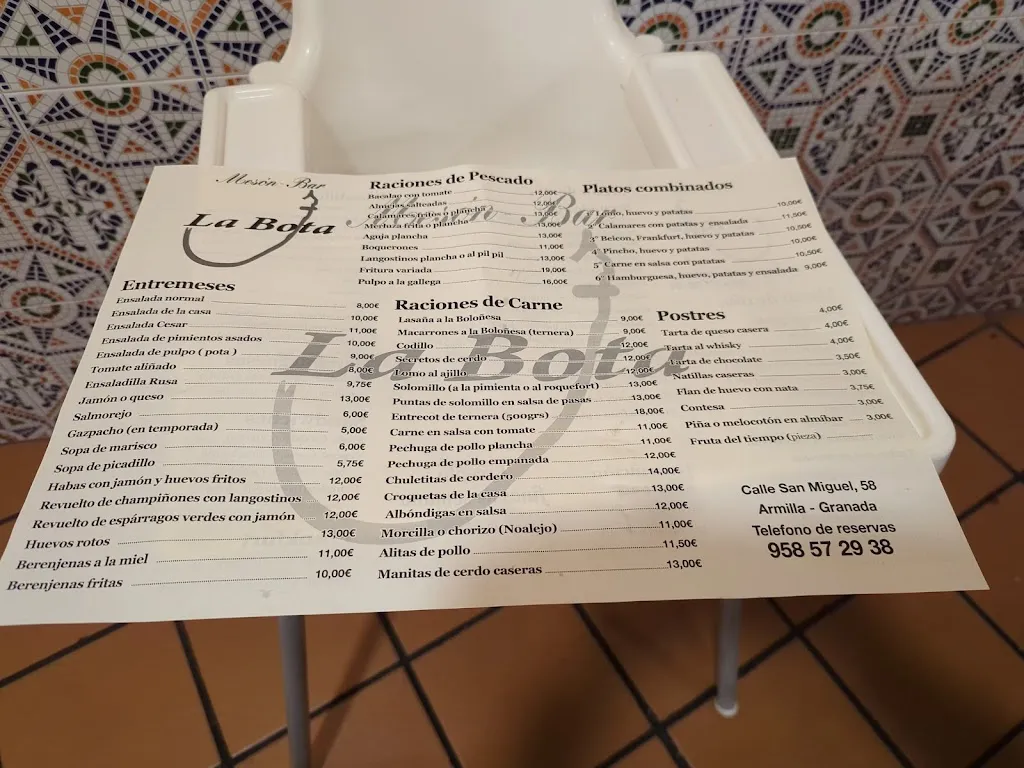 Mesón - Bar
La Bota
Mesón Bar
La Bota
Entremeses
Ensalada normal 8,00€
Ensalada de la casa 10,00€
Ensalada Cesar 11,00€
Ensalada de pimientos asados 10,00€
Ensalada de pulpo ( pota ) 9,00€
Tomate aliñado 8,00€
Ensaladilla Rusa 9,75€
Jamón o queso 13,00€
Salmorejo 6,00€
Gazpacho (en temporada) 5,00€
Sopa de marisco 6,00€
Sopa de picadillo 5,75€
Habas con jamón y huevos fritos 12,00€
Revuelto de champiñones con langostinos 12,00€
Revuelto de espárragos verdes con jamón 12,00€
Huevos rotos 13,00€
Berenjenas a la miel 11,00€
Berenjenas fritas 10,00€
Raciones de Pescado
Bacalao con tomate 12,00€
Almejas salteadas 12,00€
Calamares fritos o plancha 13,00€
Merluza frita o plancha 13,00€
Aguja plancha 13,00€
Boquerones 11,00€
Langostinos plancha o al pil pil 13,00€
Fritura variada 19,00€
Pulpo a la gallega 16,00€
Raciones de Carne
Lasaña a la Boloñesa 9,00€
Macarrones a la Boloñesa (ternera) 9,00€
Codillo 12,00€
Secretos de cerdo 12,00€
Lomo al ajillo 12,00€
Solomillo (a la pimienta o al roquefort) 13,00€
Puntas de solomillo en salsa de pasas 13,00€
Entrecot de ternera (500grs) 18,00€
Carne en salsa con tomate 11,00€
Pechuga de pollo plancha 11,00€
Pechuga de pollo empanada 12,00€
Chuletitas de cordero 14,00€
Croquetas de la casa 13,00€
Albóndigas en salsa 12,00€
Morcilla o chorizo (Noalejo) 11,00€
Alitas de pollo 11,50€
Manitas de cerdo caseras 13,00€
Platos combinados
1º Lomo, huevo y patatas 10,00€
2º Calamares con patatas y ensalada 11,50€
3º Beicon, Frankfurt, huevo y patatas 10,50€
4º Pincho, huevo y patatas 10,00€
5º Carne en salsa con patatas 10,50€
6º Hamburguesa, huevo, patatas y ensalada 9,00€
Postres
Tarta de queso casera 4,00€
Tarta al whisky 4,00€
Tarta de chocolate 4,00€
Natillas caseras 3,50€
Flan de huevo con nata 3,00€
Contesa 3,75€
Piña o melocotón en almibar 3,00€
Fruta del tiempo (pieza) 3,00€
Calle San Miguel, 58
Armilla - Granada
Telefono de reservas
958 57 29 38